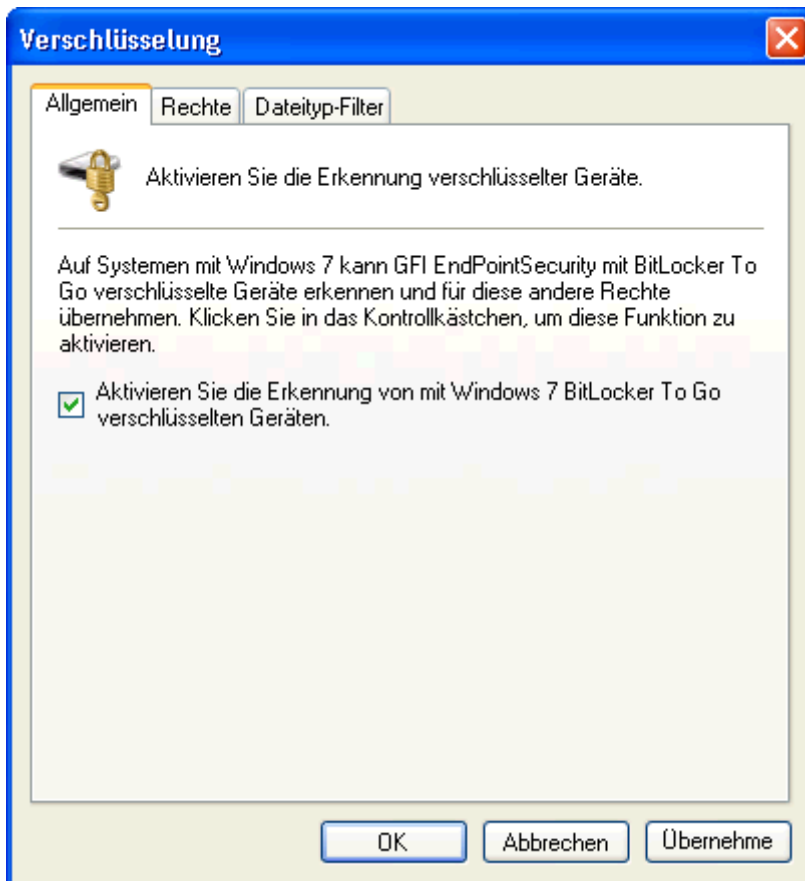 Verschlüsselung
Allgemein Rechte Dateityp-Filter
Aktivieren Sie die Erkennung verschlüsselter Geräte.
Auf Systemen mit Windows 7 kann GFI EndPointSecurity mit BitLocker To
Go verschlüsselte Geräte erkennen und für diese andere Rechte
übernehmen. Klicken Sie in das Kontrollkästchen, um diese Funktion zu
aktivieren.
Aktivieren Sie die Erkennung von mit Windows 7 BitLocker To Go
verschlüsselten Geräten.
OK Abbrechen Übernehme